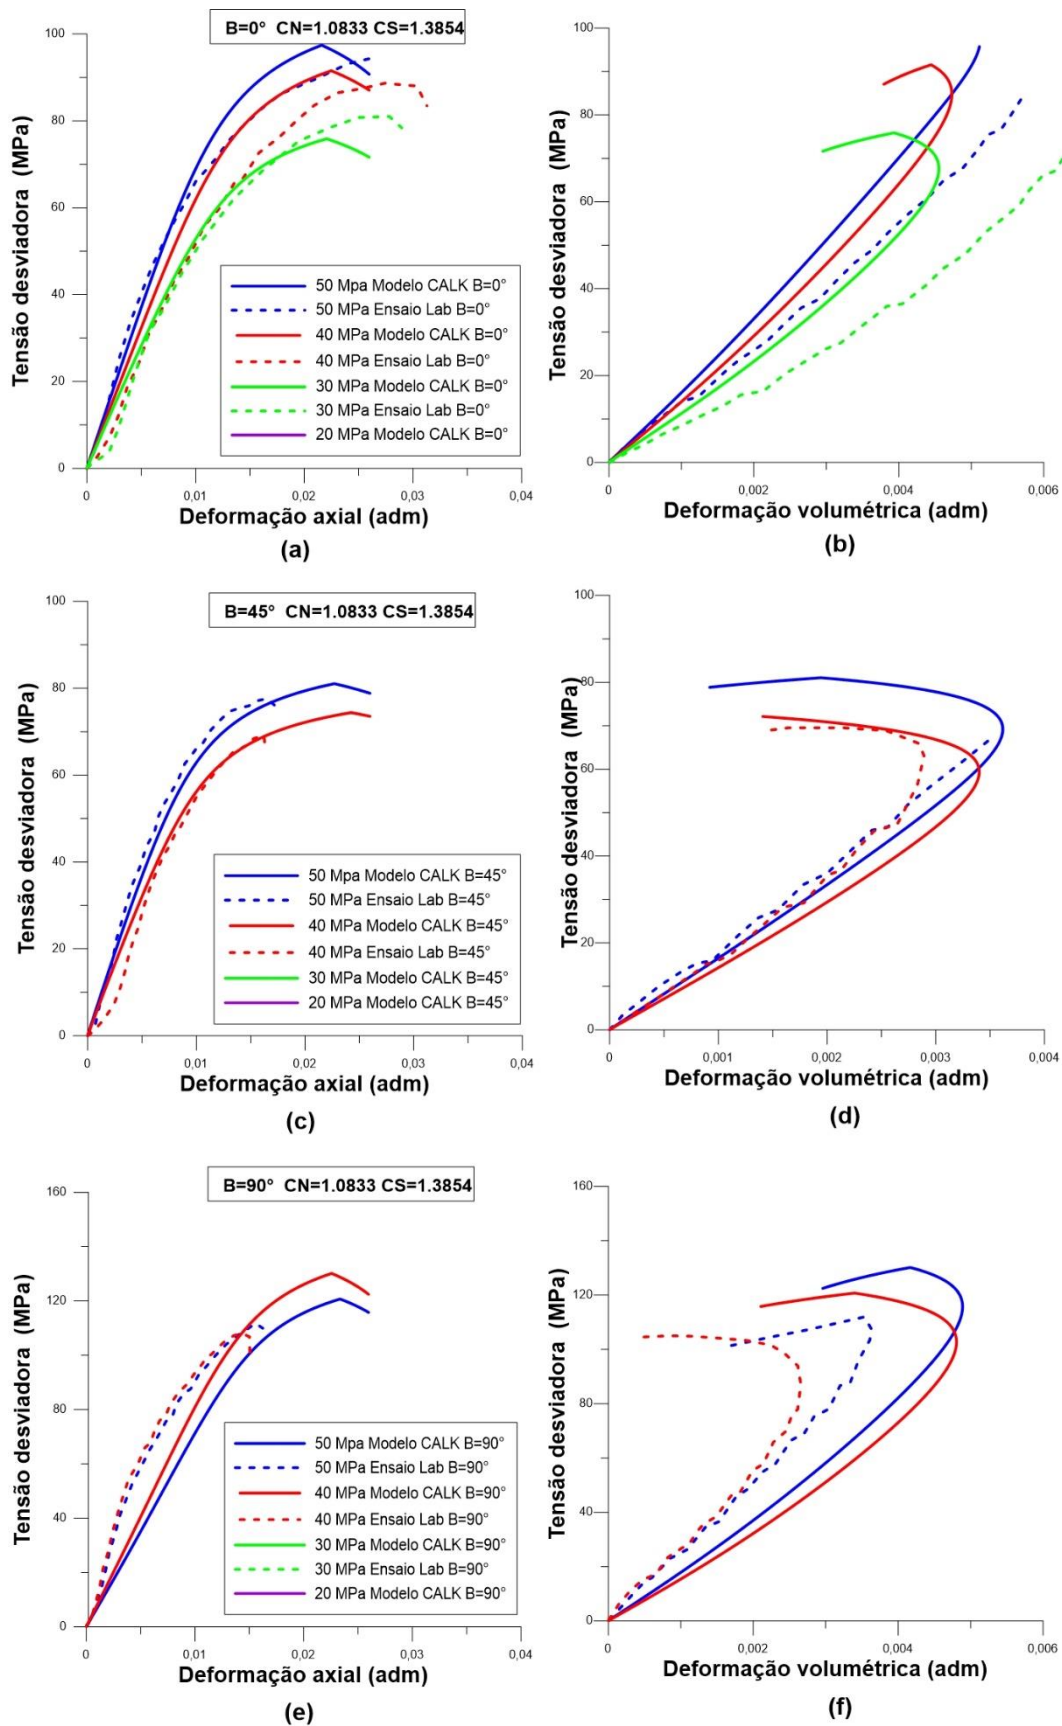 B=0° CN=1.0833 CS=1.3854
Tensão desviadora (MPa)
100
80
60
40
20
0
50 Mpa Modelo CALK B=0°
50 MPa Ensaio Lab B=0°
40 MPa Modelo CALK B=0°
40 MPa Ensaio Lab B=0°
30 MPa Modelo CALK B=0°
30 MPa Ensaio Lab B=0°
20 MPa Modelo CALK B=0°
0 0,01 0,02 0,03 0,04
Deformação axial (adm)
(a)
Tensão desviadora (MPa)
100
80
60
40
20
0
0,002 0,004 0,006
Deformação volumétrica (adm)
(b)
B=45° CN=1.0833 CS=1.3854
Tensão desviadora (MPa)
100
80
60
40
20
0
50 Mpa Modelo CALK B=45°
50 MPa Ensaio Lab B=45°
40 MPa Modelo CALK B=45°
40 MPa Ensaio Lab B=45°
30 MPa Modelo CALK B=45°
20 MPa Modelo CALK B=45°
0 0,01 0,02 0,03 0,04
Deformação axial (adm)
(c)
Tensão desviadora (MPa)
100
80
60
40
20
0
0,001 0,002 0,003 0,004
Deformação volumétrica (adm)
(d)
B=90° CN=1.0833 CS=1.3854
Tensão desviadora (MPa)
160
120
80
40
0
50 Mpa Modelo CALK B=90°
50 MPa Ensaio Lab B=90°
40 MPa Modelo CALK B=90°
40 MPa Ensaio Lab B=90°
30 MPa Modelo CALK B=90°
30 MPa Ensaio Lab B=90°
20 MPa Modelo CALK B=90°
0 0,01 0,02 0,03 0,04
Deformação axial (adm)
(e)
Tensão desviadora (MPa)
160
120
80
40
0
0,002 0,004 0,006
Deformação volumétrica (adm)
(f)